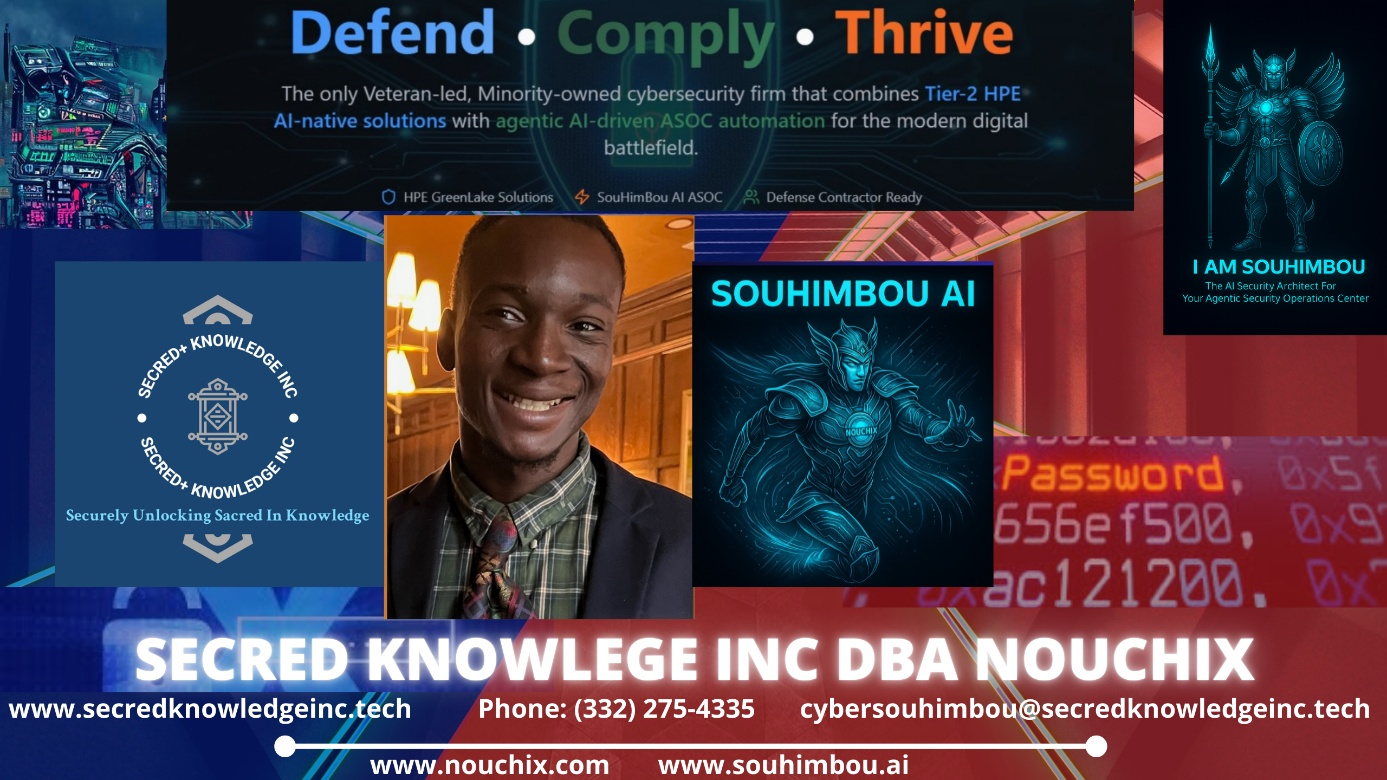 Defend • Comply • Thrive
The only Veteran-led, Minority-owned cybersecurity firm that combines Tier-2 HPE
AI-native solutions with agentic AI-driven ASOC automation for the modern digital
battlefield.
HPE GreenLake Solutions SouHimBou AI ASOC Defense Contractor Ready
I AM SOUHIMBOU
The AI Security Architect For
Your Agentic Security Operations Center
SECRED+ KNOWLEDGE INC
SECRED+ KNOWLEDGE INC
Securely Unlocking Sacred In Knowledge
SOUHIMBOU AI
NOUCHIX
Password, 0x5f
656ef500, 0x9
ac121200, 0x
SECRED KNOWLEGE INC DBA NOUCHIX
www.secredknowledgeinc.tech Phone: (332) 275-4335 cybersouhimbou@secredknowledgeinc.tech
www.nouchix.com www.souhimbou.ai